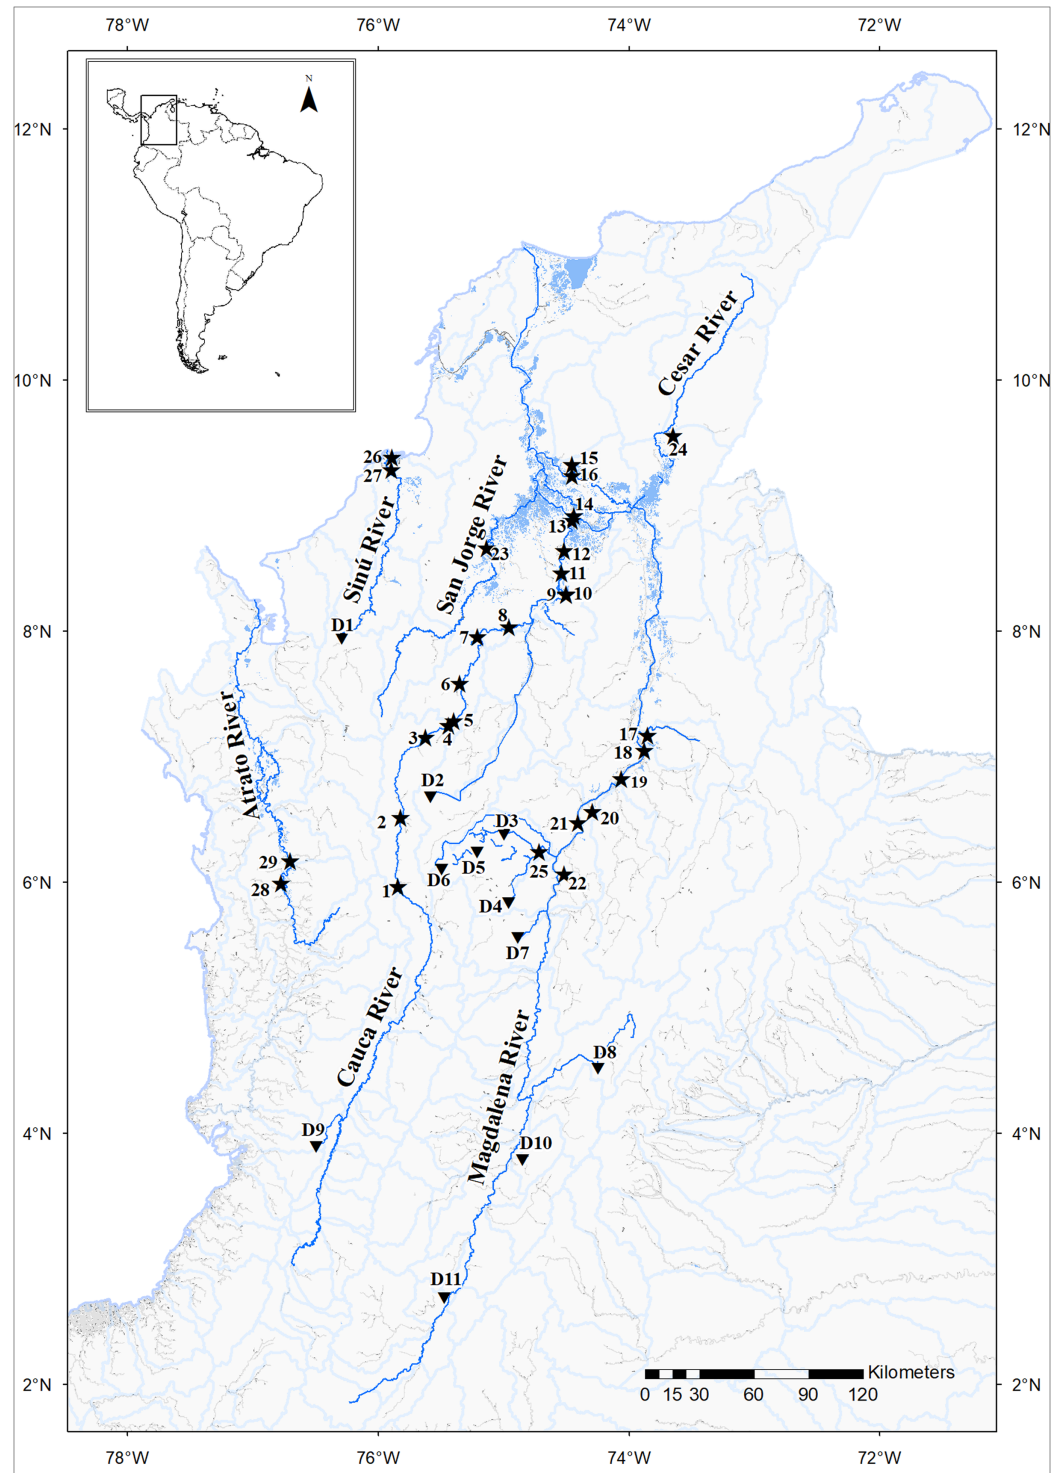 78°W 76°W 74°W 72°W
N
12°N 12°N
Cesar River
10°N 10°N
24
26
27
15
16
San Jorge River
14
13
Sinú River
23
12
11
9 10
8
D1
8°N 7 8°N
6
Atrato River
5
3
4
17
18
D2
19
2
D3
21 20
29
D5
25
D6
28
6°N 1 22 6°N
D4
D7
Cauca River
Magdalena River
D8
D9
4°N 4°N
D10
D11
Kilometers
2°N 2°N
0 15 30 60 90 120
78°W 76°W 74°W 72°W